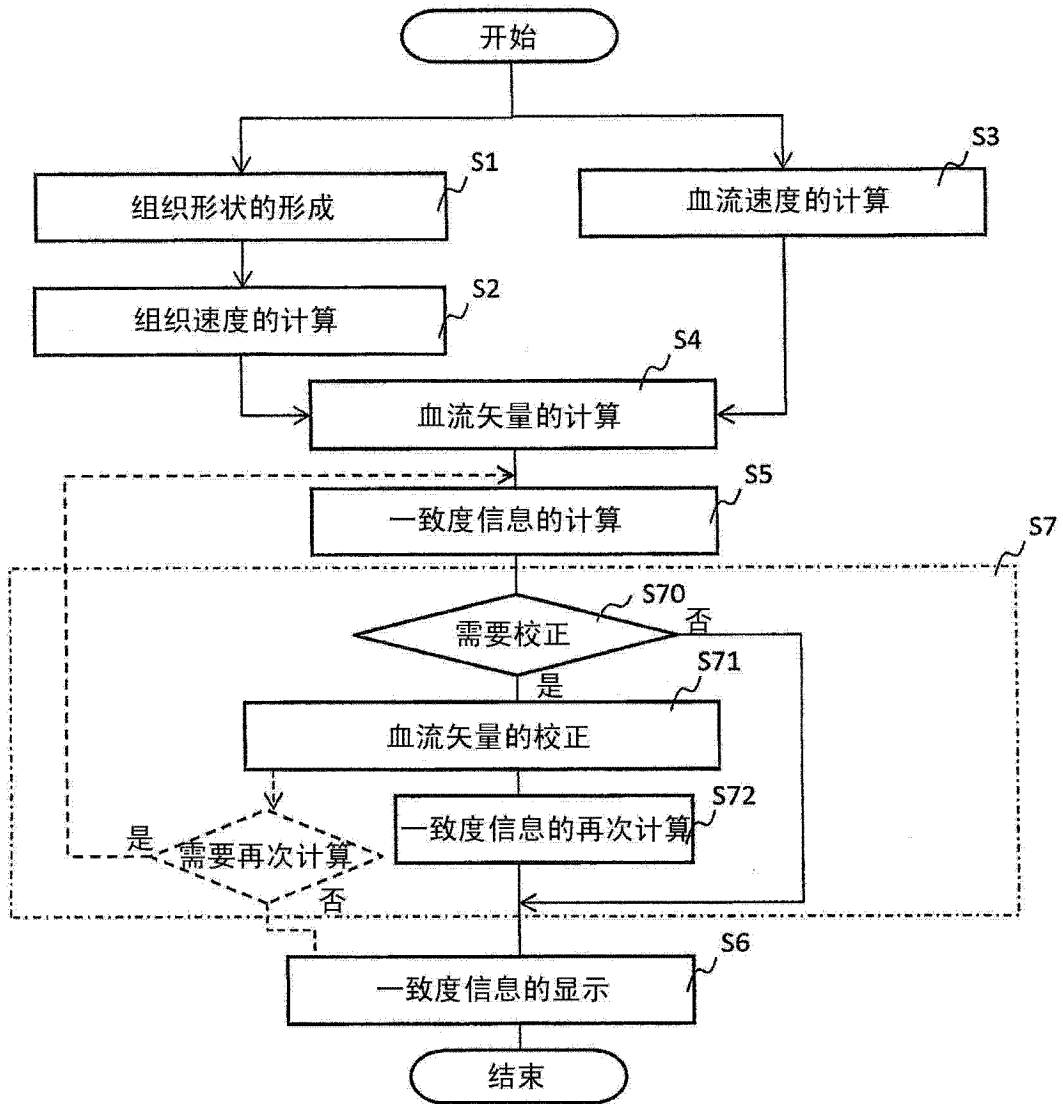 开始
S1
组织形状的形成
S3
血流速度的计算
S2
组织速度的计算
S4
血流矢量的计算
S5
一致度信息的计算
S7
S70
需要校正
否
是
S71
血流矢量的校正
S72
一致度信息的再次计算
是
需要再次计算
否
S6
一致度信息的显示
结束